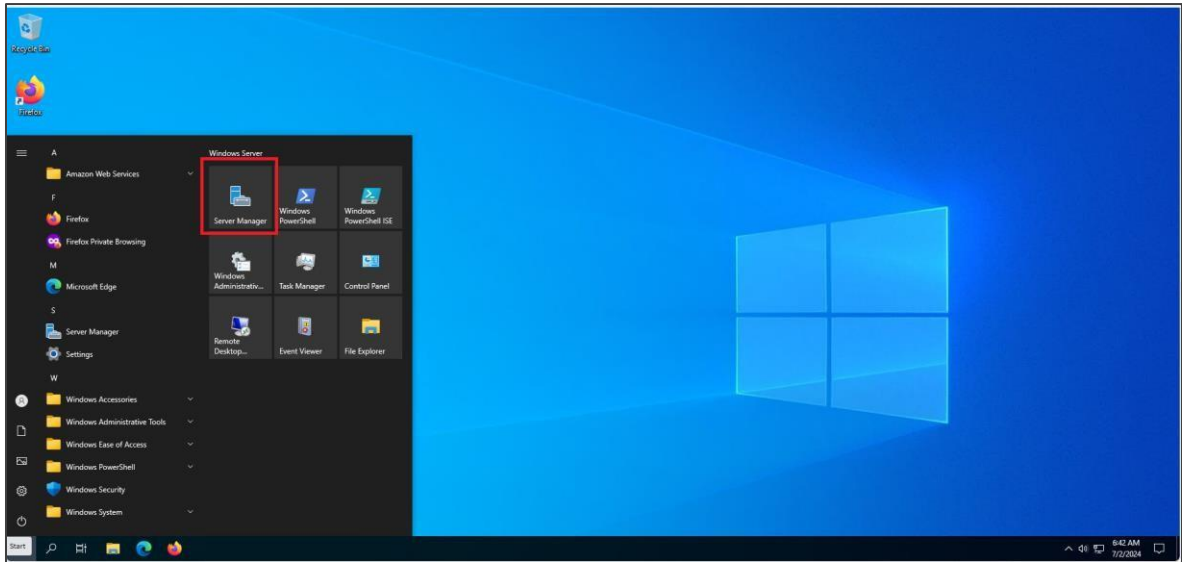 Recycle Bin
Firefox
A
Amazon Web Services
F
Firefox
Firefox Private Browsing
M
Microsoft Edge
S
Server Manager
Settings
W
Windows Accessories
Windows Administrative Tools
Windows Ease of Access
Windows PowerShell
Windows Security
Windows System
Windows Server
Server Manager
Windows
PowerShell
Windows
PowerShell ISE
Windows
Administrativ...
Task Manager
Control Panel
Remote
Desktop...
Event Viewer
File Explorer
Start
6:42 AM
7/2/2024